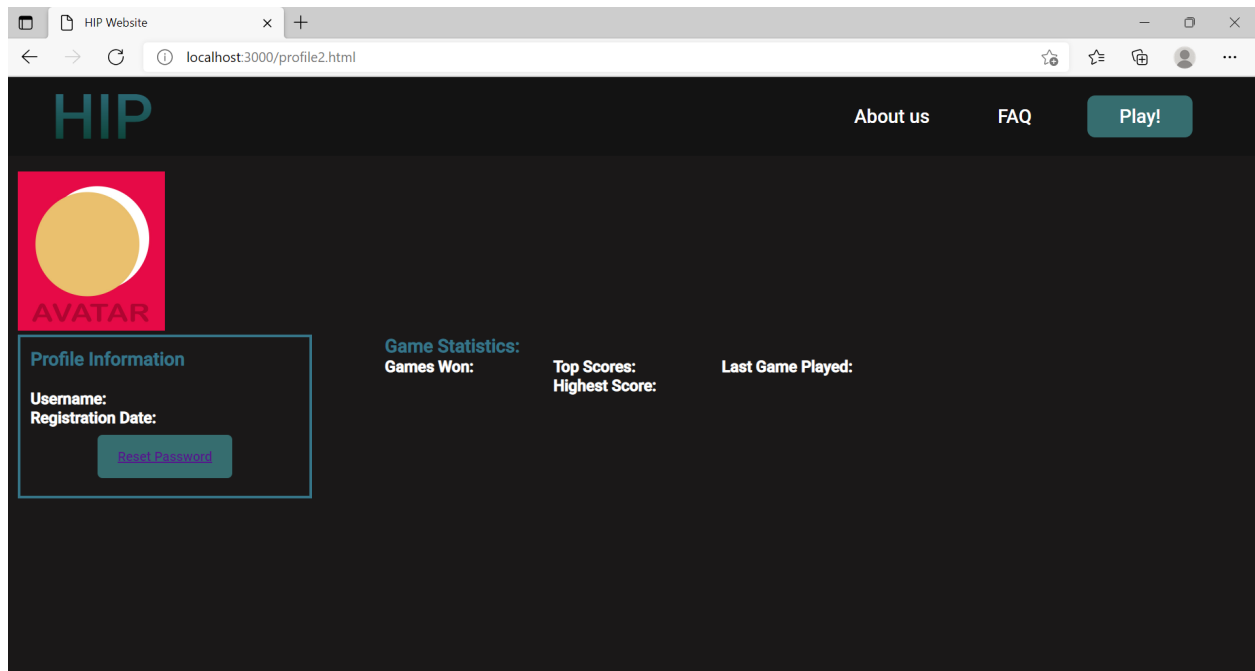 HIP Website
localhost:3000/profile2.html
HIP
About us FAQ Play!
AVATAR
Profile Information
Username:
Registration Date:
Reset Password
Game Statistics:
Games Won: Top Scores: Last Game Played:
Highest Score: